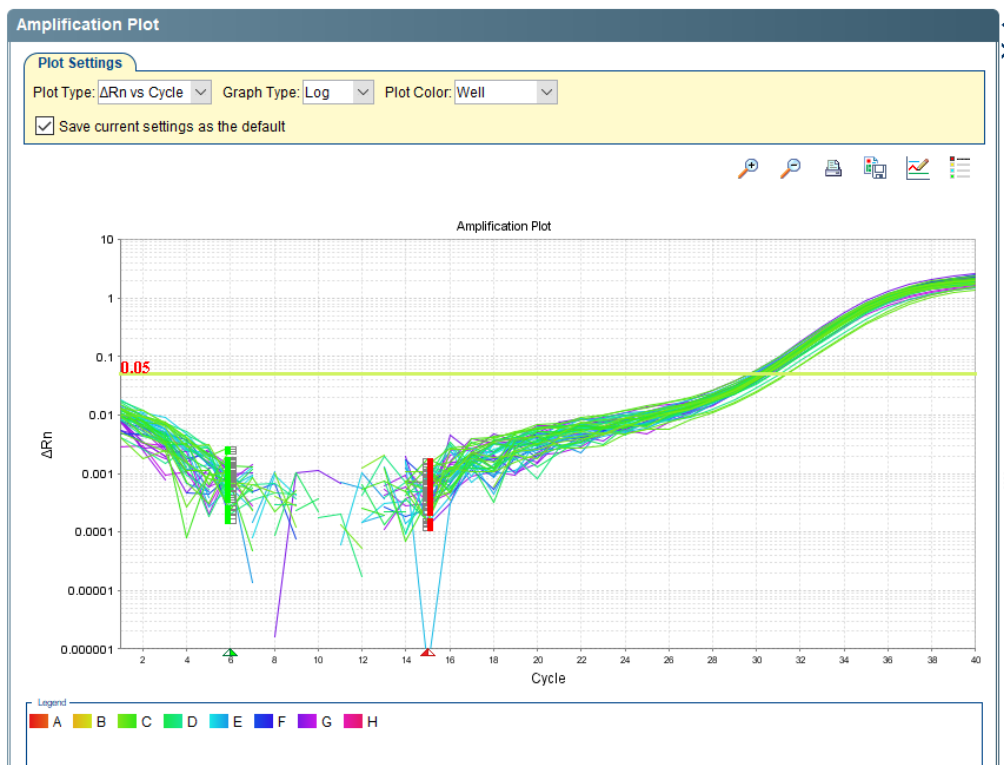 Amplification Plot
Plot Settings
Plot Type: ΔRn vs Cycle Graph Type: Log Plot Color: Well
Save current settings as the default
Amplification Plot
10
1
0.1
0.05
0.01
0.001
0.0001
0.00001
0.000001
ΔRn
2 4 6 8 10 12 14 16 18 20 22 24 26 28 30 32 34 36 38 40
Cycle
Legend
A B C D E F G H